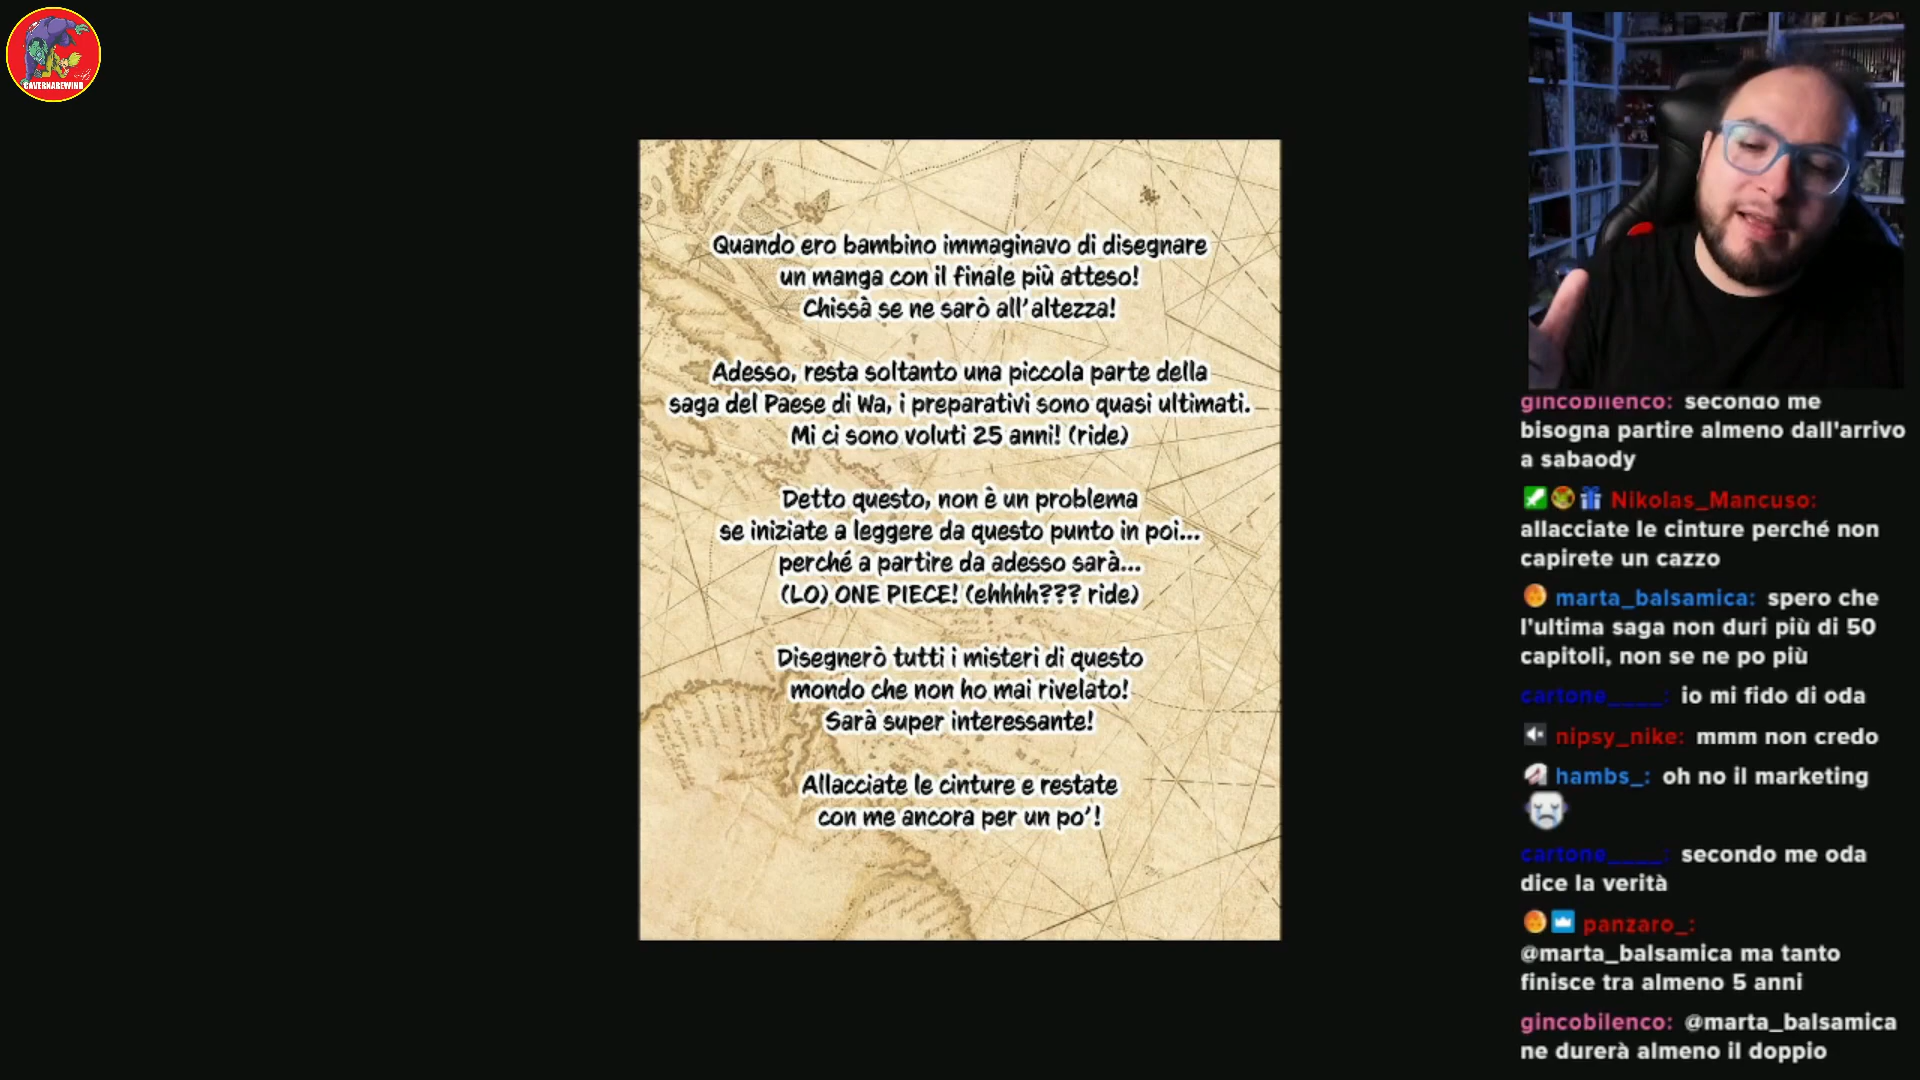 CAVERNAREWIND
Quando ero bambino immaginavo di disegnare
un manga con il finale più atteso!
Chissà se ne sarò all'altezza!
Adesso, resta soltanto una piccola parte della
saga del Paese di Wa, i preparativi sono quasi ultimati.
Mi ci sono voluti 25 anni! (ride)
Detto questo, non è un problema
se iniziate a leggere da questo punto in poi...
perché a partire da adesso sarà...
(LO) ONE PIECE! (ehhhh??? ride)
Disegnerò tutti i misteri di questo
mondo che non ho mai rivelato!
Sarà super interessante!
Allacciate le cinture e restate
con me ancora per un po'!
gincobilenco: secondo me
bisogna partire almeno dall'arrivo
a sabaody
Nikolas_Mancuso:
allacciate le cinture perché non
capirete un cazzo
marta_balsamica: spero che
l'ultima saga non duri più di 50
capitoli, non se ne po più
cartone____: io mi fido di oda
nipsy_nike: mmm non credo
hambs_: oh no il marketing
cartone____: secondo me oda
dice la verità
panzaro_:
@marta_balsamica ma tanto
finisce tra almeno 5 anni
gincobilenco: @marta_balsamica
ne durerà almeno il doppio